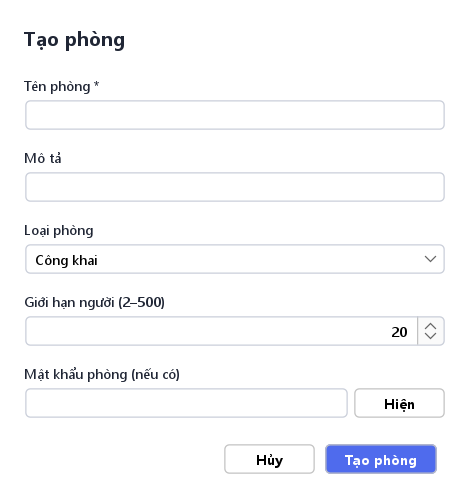 Tạo phòng
Tên phòng *
Mô tả
Loại phòng
Công khai
Giới hạn người (2–500)
20
Mật khẩu phòng (nếu có)
Hiện
Hủy
Tạo phòng